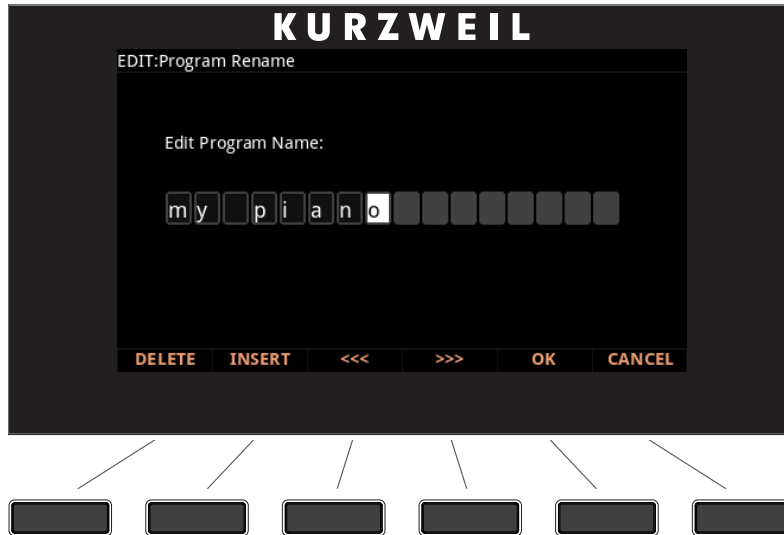 KURZWEIL
EDIT:Program Rename
Edit Program Name:
my piano
DELETE INSERT <<< >>> OK CANCEL